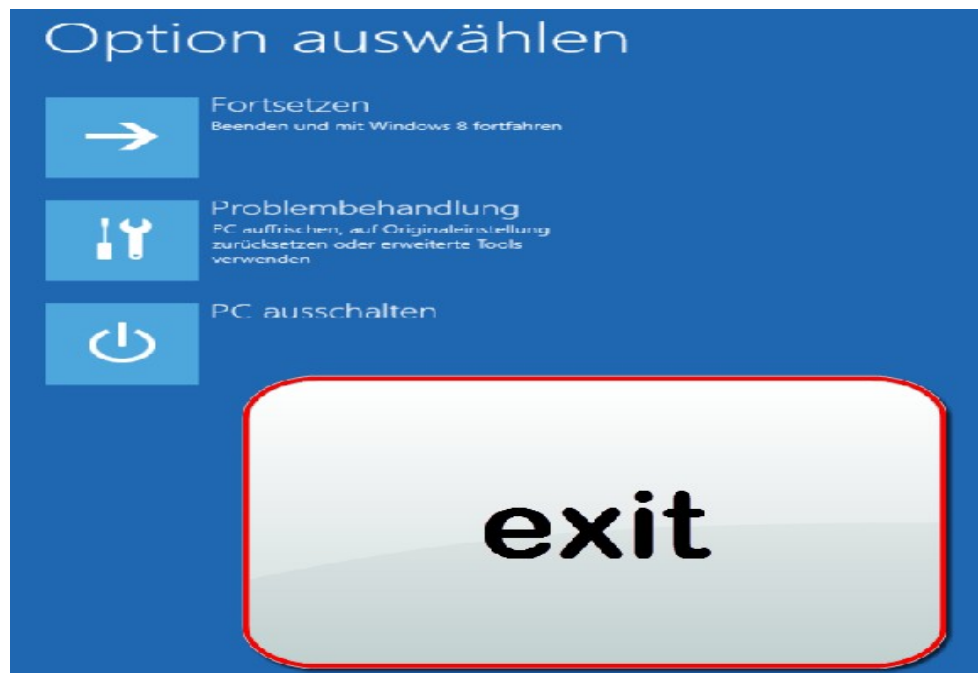 Option auswählen
Fortsetzen
Beenden und mit Windows 8 fortfahren
Problembehandlung
PC auffrischen, auf Originaleinstellung
zurücksetzen oder erweiterte Tools
verwenden
PC ausschalten
exit